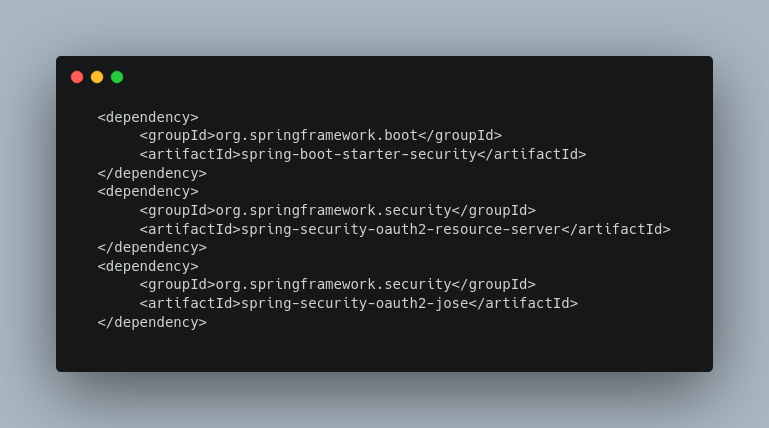 <dependency>
     <groupId>org.springframework.boot</groupId>
     <artifactId>spring-boot-starter-security</artifactId>
</dependency>
<dependency>
     <groupId>org.springframework.security</groupId>
     <artifactId>spring-security-oauth2-resource-server</artifactId>
</dependency>
<dependency>
     <groupId>org.springframework.security</groupId>
     <artifactId>spring-security-oauth2-jose</artifactId>
</dependency>